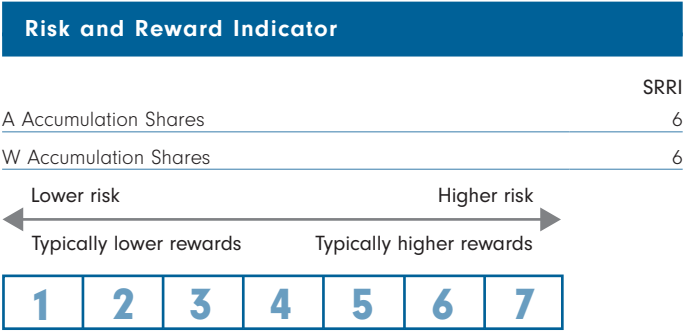 Risk and Reward Indicator
SRRI
A Accumulation Shares 6
W Accumulation Shares 6
Lower risk Higher risk
Typically lower rewards Typically higher rewards
1 2 3 4 5 6 7